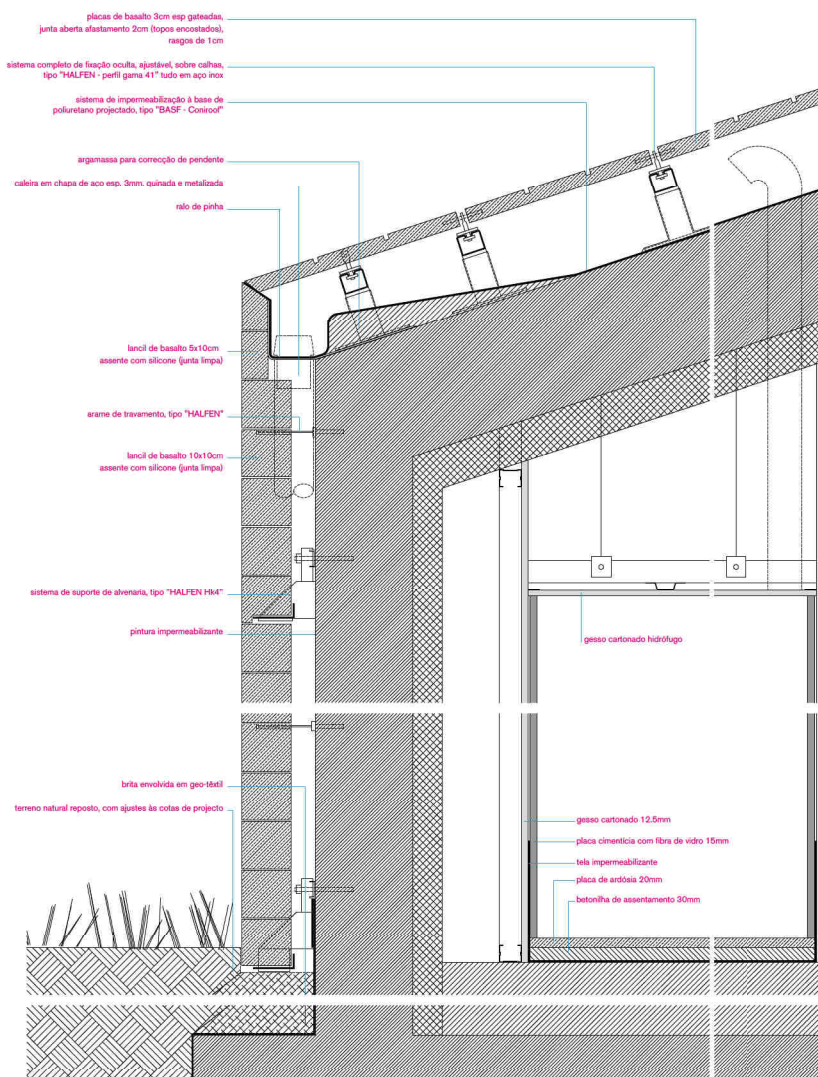 placas de basalto 3cm esp gateadas,
junta aberta afastamento 2cm (topos encostados),
rasgos de 1cm
sistema completo de fixação oculta, ajustável, sobre calhas,
tipo "HALFEN - perfil gama 41" tudo em aço inox
sistema de impermeabilização à base de
poliuretano projectado, tipo "BASF - Conirool"
argamassa para correcção de pendente
caleira em chapa de aço esp. 3mm, quinada e metalizada
ralo de pinha
lancil de basalto 5x10cm
assente com silicone (junta limpa)
arame de travamento, tipo "HALFEN"
lancil de basalto 10x10cm
assente com silicone (junta limpa)
sistema de suporte de alvenaria, tipo "HALFEN Hk4"
pintura impermeabilizante
gesso cartonado hidrófugo
brita envolvida em geo-têxtil
terreno natural reposto, com ajustes às cotas de projecto
gesso cartonado 12.5mm
placa cimentícia com fibra de vidro 15mm
tela impermeabilizante
placa de ardósia 20mm
betonilha de assentamento 30mm